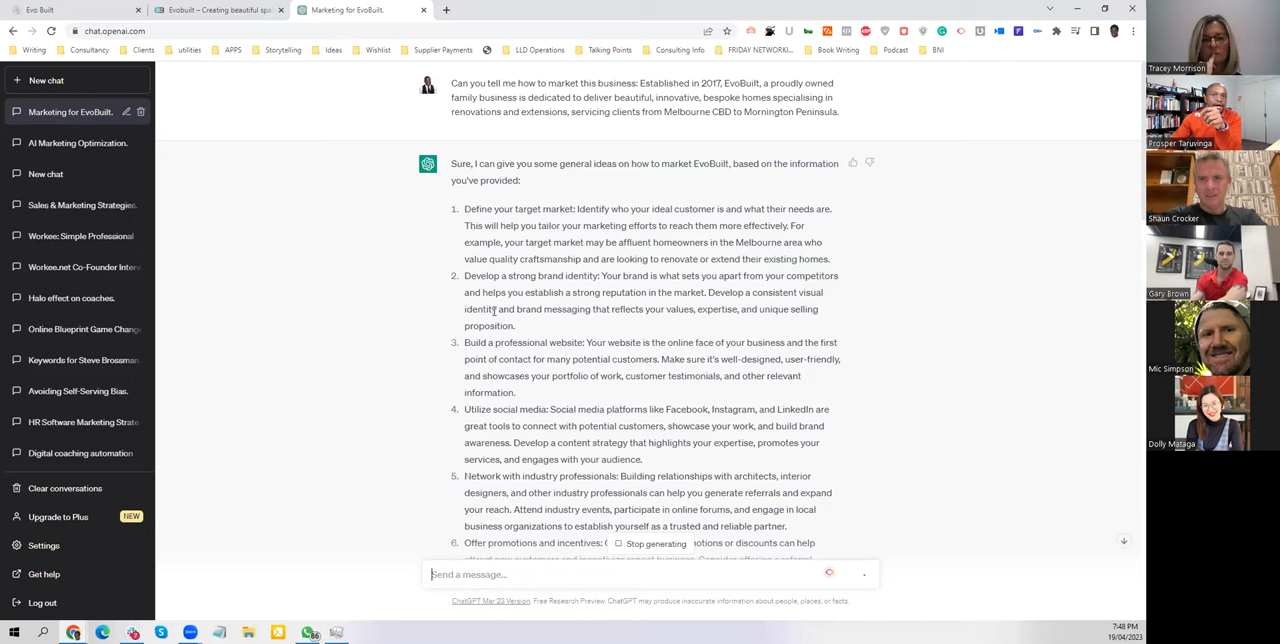 Evo Built
Evobuilt – Creating beautiful spa
Marketing for EvoBuilt.
chat.openai.com
Writing
Consultancy
Clients
utilities
APPS
Storytelling
Ideas
Wishlist
Supplier Payments
LLD Operations
Talking Points
Consulting Info
FRIDAY NETWORKI...
Book Writing
Podcast
BNI
New chat
Marketing for EvoBuilt.
AI Marketing Optimization.
New chat
Sales & Marketing Strategies.
Workee: Simple Professional
Workee.net Co-Founder Inter
Halo effect on coaches.
Online Blueprint Game Chang
Keywords for Steve Brossman
Avoiding Self-Serving Bias.
HR Software Marketing Strate
Digital coaching automation
Clear conversations
Upgrade to Plus NEW
Settings
Get help
Log out
Can you tell me how to market this business: Established in 2017, EvoBuilt, a proudly owned
family business is dedicated to deliver beautiful, innovative, bespoke homes specialising in
renovations and extensions, servicing clients from Melbourne CBD to Mornington Peninsula.
Sure, I can give you some general ideas on how to market EvoBuilt, based on the information
you've provided:
1. Define your target market: Identify who your ideal customer is and what their needs are.
This will help you tailor your marketing efforts to reach them more effectively. For
example, your target market may be affluent homeowners in the Melbourne area who
value quality craftsmanship and are looking to renovate or extend their existing homes.
2. Develop a strong brand identity: Your brand is what sets you apart from your competitors
and helps you establish a strong reputation in the market. Develop a consistent visual
identity and brand messaging that reflects your values, expertise, and unique selling
proposition.
3. Build a professional website: Your website is the online face of your business and the first
point of contact for many potential customers. Make sure it's well-designed, user-friendly,
and showcases your portfolio of work, customer testimonials, and other relevant
information.
4. Utilize social media: Social media platforms like Facebook, Instagram, and LinkedIn are
great tools to connect with potential customers, showcase your work, and build brand
awareness. Develop a content strategy that highlights your expertise, promotes your
services, and engages with your audience.
5. Network with industry professionals: Building relationships with architects, interior
designers, and other industry professionals can help you generate referrals and expand
your reach. Attend industry events, participate in online forums, and engage in local
business organizations to establish yourself as a trusted and reliable partner.
6. Offer promotions and incentives: 
Stop generating
or discounts can help
Send a message...
ChatGPT Mar 23 Version. Free Research Preview. ChatGPT may produce inaccurate information about people, places, or facts.
Tracey Morrison
Prosper Taruvinga
Shaun Crocker
Gary Brown
Mic Simpson
Dolly Mataga
86
7:48 PM
19/04/2023